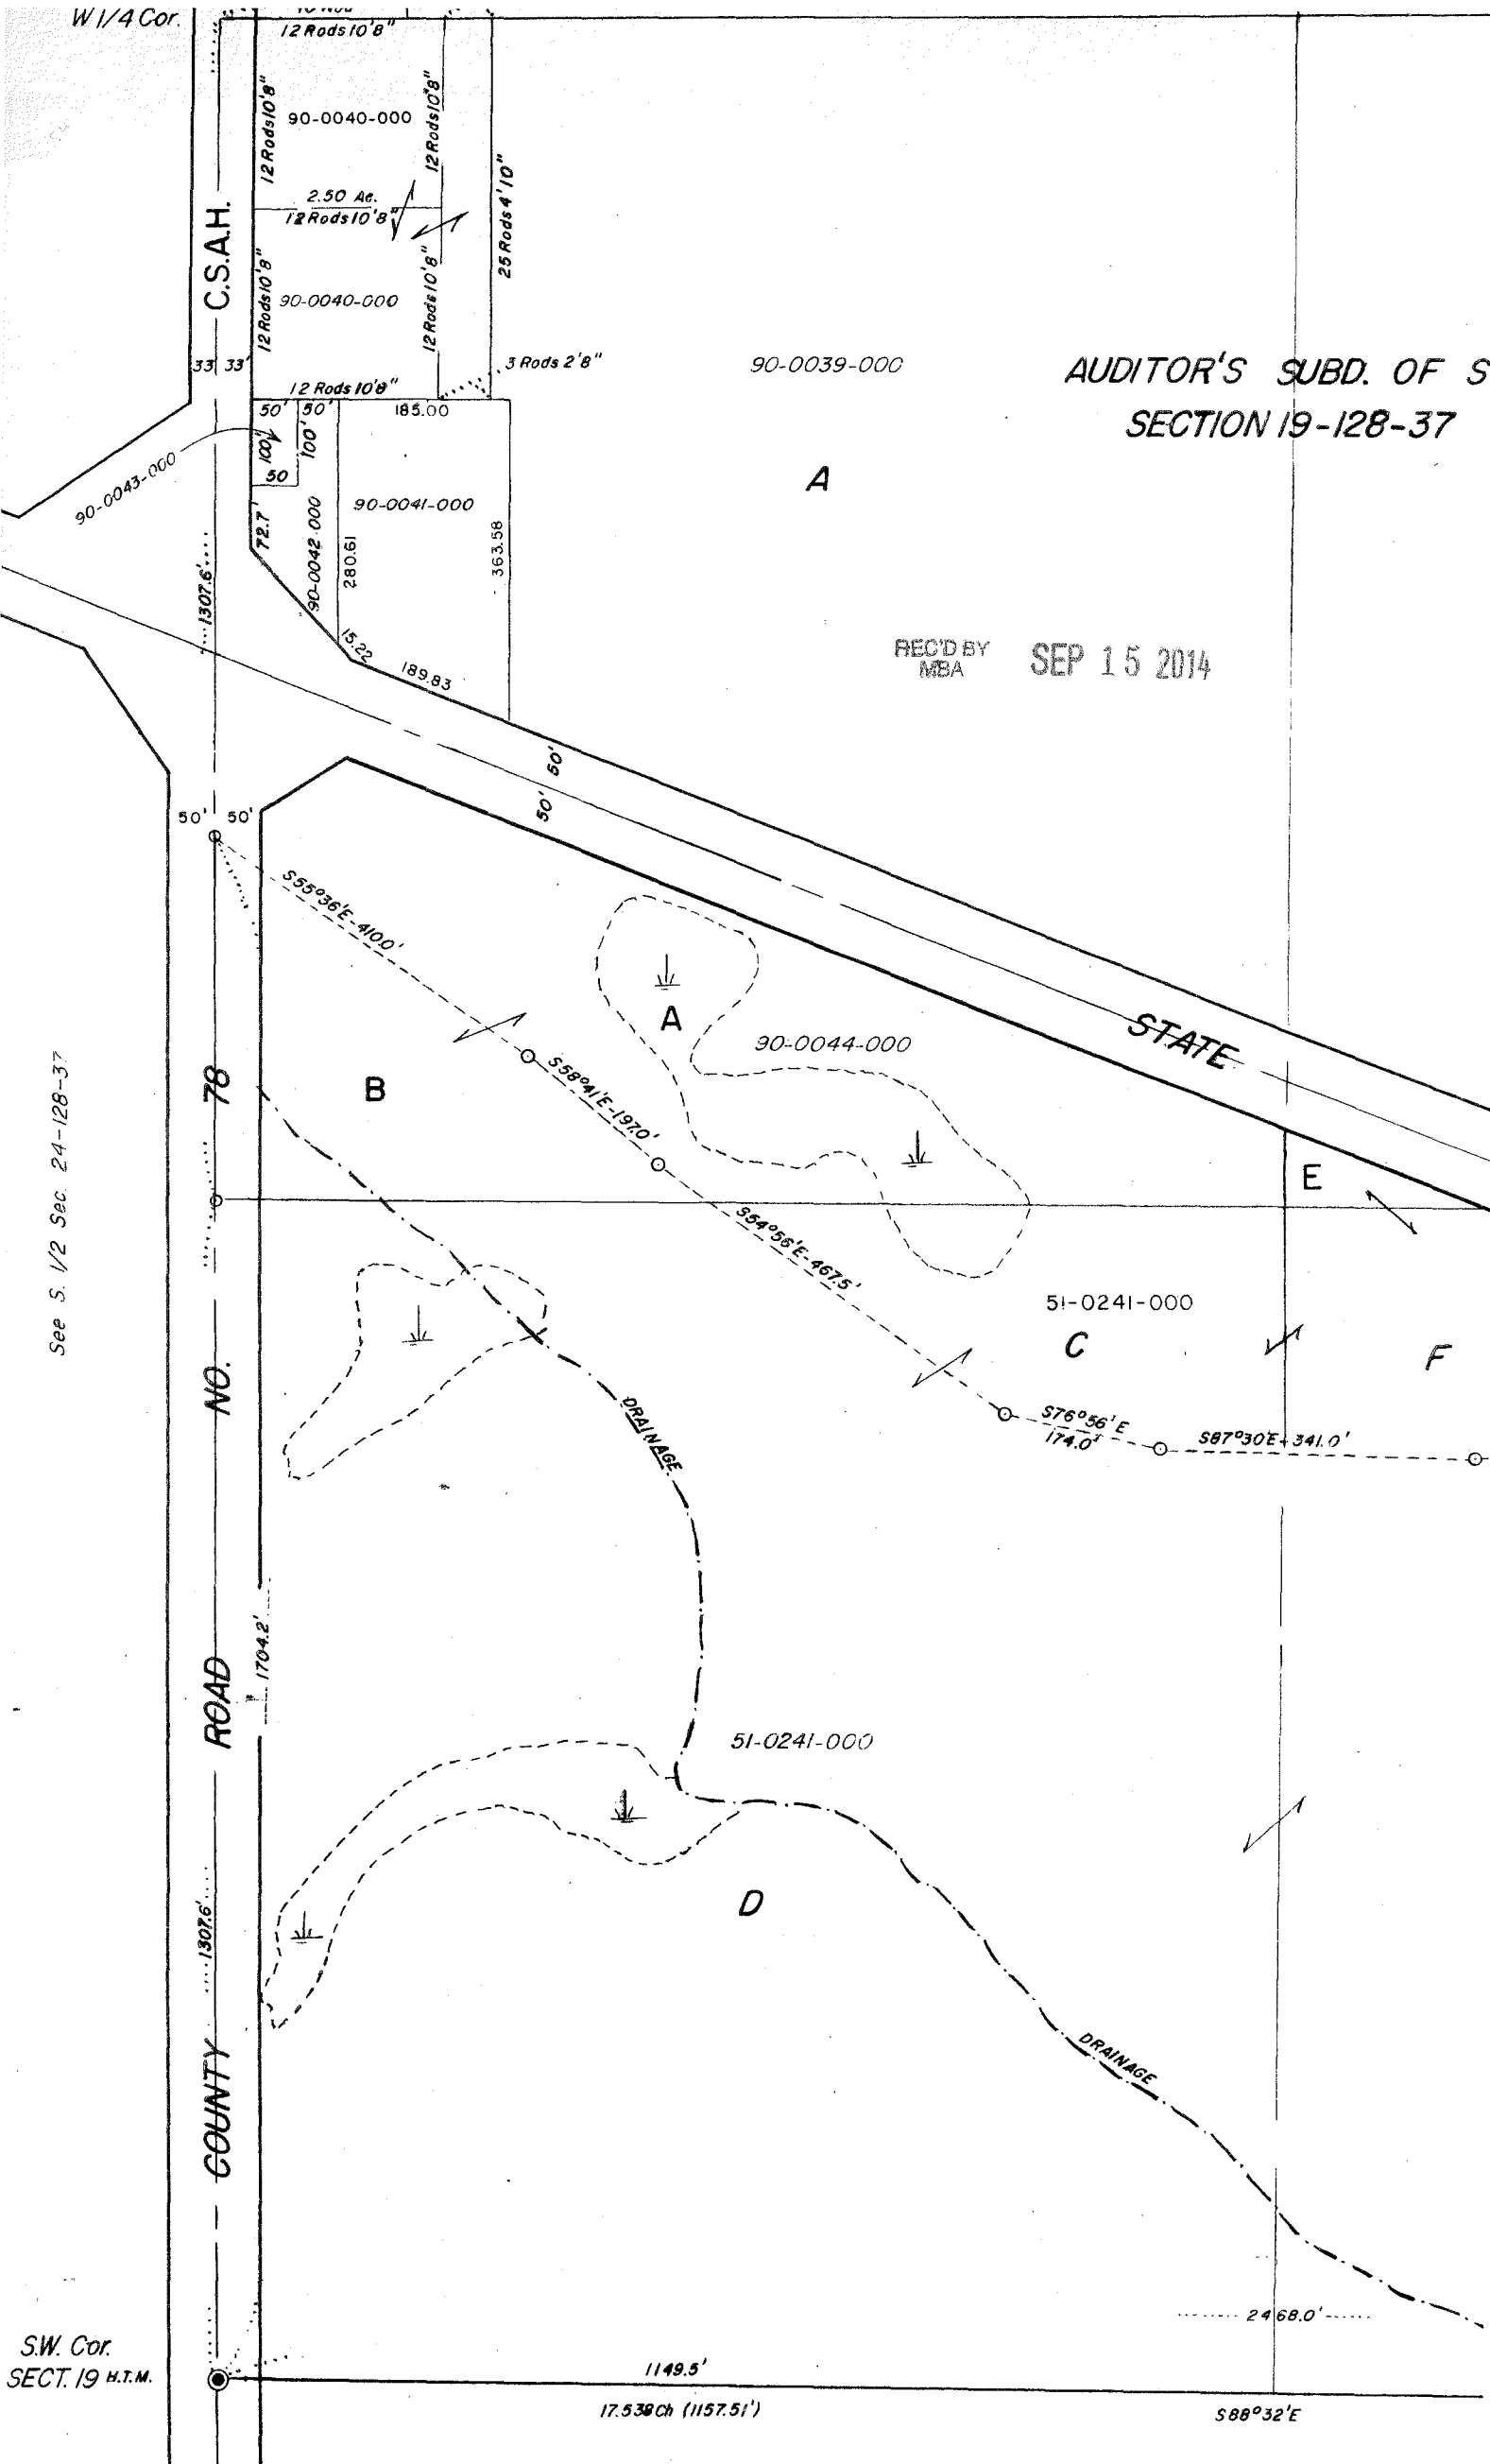 W 1/4 Cor.
12 Rods 10'8"
12 Rods 10'8"
90-0040-000
12 Rods 10'8"
2.50 Ac.
12 Rods 10'8"
25 Rods 4'10"
C.S.A.H.
12 Rods 10'8"
90-0040-000
12 Rods 10'8"
33' 33'
3 Rods 2'8"
12 Rods 10'8"
90-0039-000
AUDITOR'S SUBD. OF S
SECTION 19-128-37
50' 50'
185.00
100'
100'
50
A
90-0043-000
90-0041-000
72.7'
90-0042-000
280.61
363.58
1307.6'
15.22
189.83
REC'D BY
MBA
SEP 15 2014
50'
50'
50' 50'
S55°36'E-410.0'
A
90-0044-000
STATE
S58°41'E-197.0'
B
78
See S. 1/2 Sec. 24-128-37
E
S54°56'E-467.5'
51-0241-000
C
F
NO.
S76°56'E
174.0'
S87°30'E-341.0'
DRAINAGE
1704.2'
ROAD
51-0241-000
D
1307.6'
COUNTY
DRAINAGE
2468.0'
S.W. Cor.
SECT. 19 H.T.M.
1149.5'
17.538 Ch (1157.51')
S88°32'E